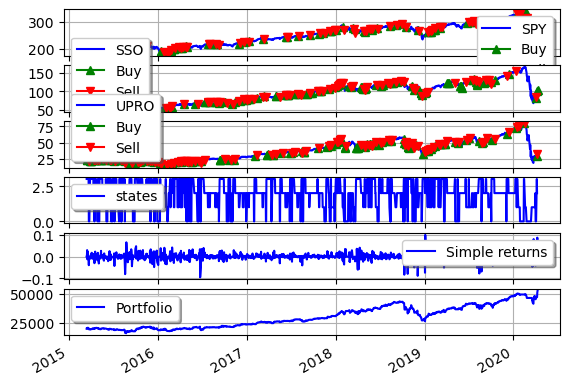 300
200
SPY
Buy
SSO
Buy
Sell
150
100
50
UPRO
Buy
Sell
75
50
25
2.5
0.0
states
0.1
0.0
−0.1
Simple returns
50000
25000
Portfolio
2015
2016
2017
2018
2019
2020